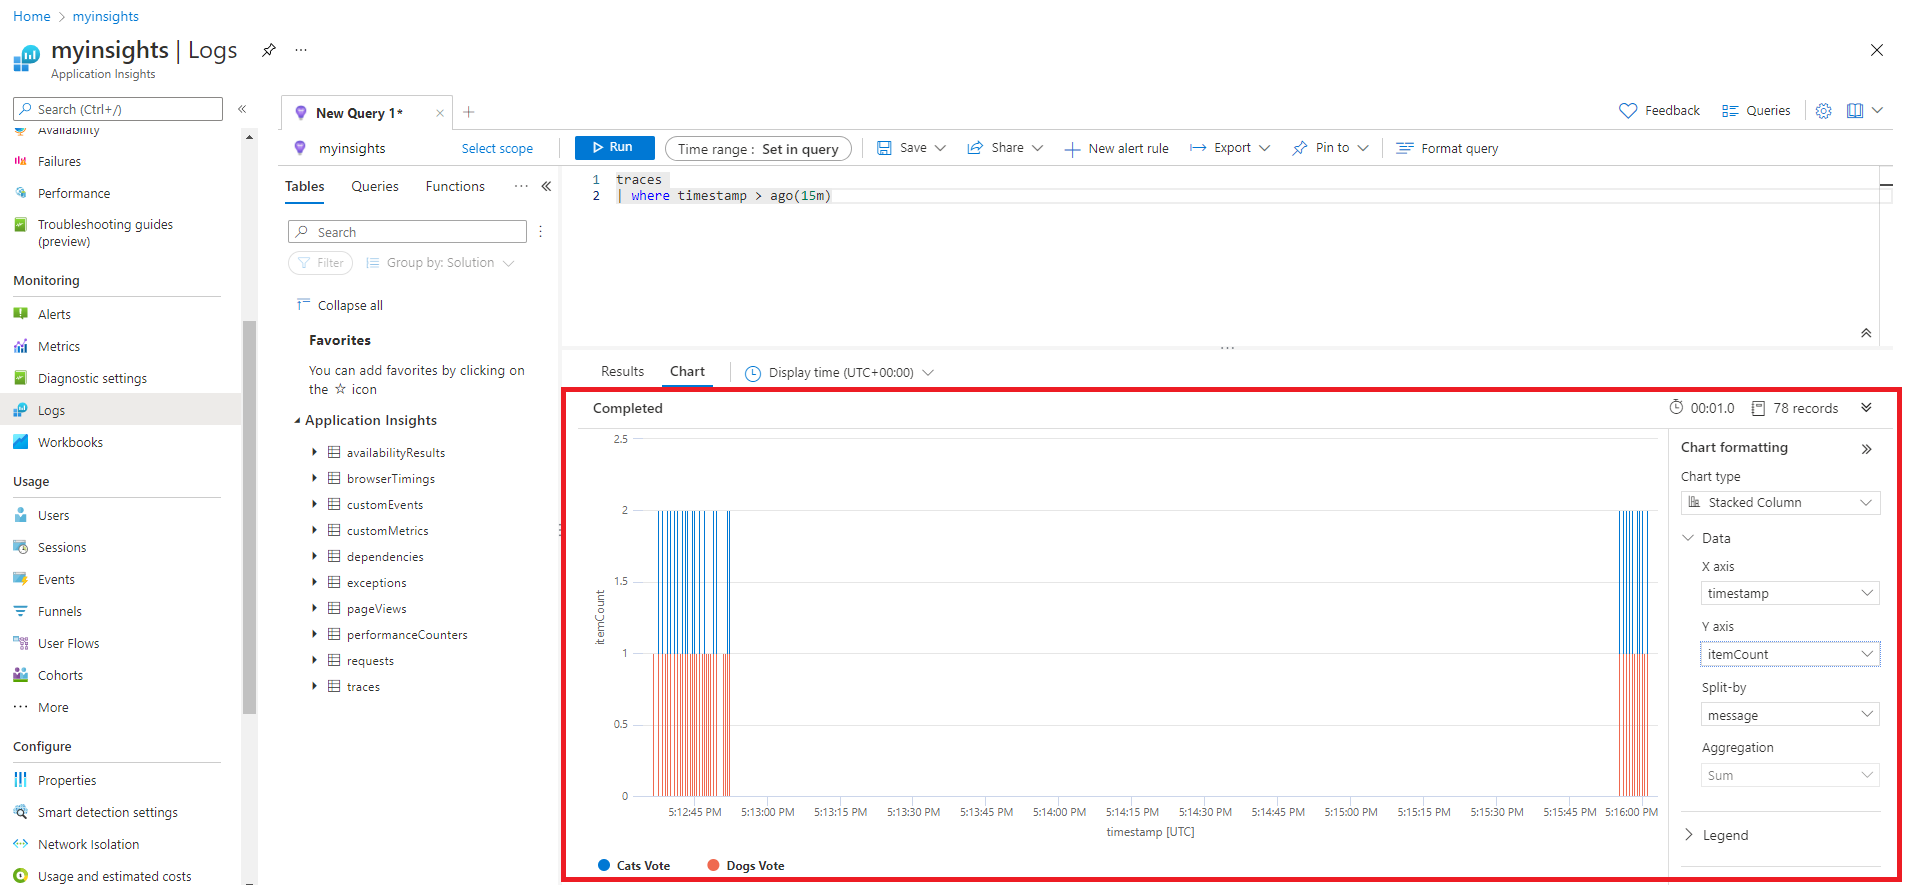 Home > myinsights
myinsights | Logs
Application Insights
Search (Ctrl+/)
Availability
Failures
Performance
Troubleshooting guides
(preview)
Monitoring
Alerts
Metrics
Diagnostic settings
Logs
Workbooks
Usage
Users
Sessions
Events
Funnels
User Flows
Cohorts
More
Configure
Properties
Smart detection settings
Network Isolation
Usage and estimated costs
New Query 1*
Feedback
Queries
myinsights
Select scope
Run
Time range : Set in query
Save
Share
New alert rule
Export
Pin to
Format query
Tables
Queries
Functions
Search
Filter
Group by: Solution
Collapse all
Favorites
You can add favorites by clicking on
the ☆ icon
Application Insights
availabilityResults
browserTimings
customEvents
customMetrics
dependencies
exceptions
pageViews
performanceCounters
requests
traces
1 traces
2 | where timestamp > ago(15m)
Results
Chart
Display time (UTC+00:00)
Completed
00:01.0
78 records
2.5
2
1.5
1
0.5
0
itemCount
5:12:45 PM
5:13:00 PM
5:13:15 PM
5:13:30 PM
5:13:45 PM
5:14:00 PM
5:14:15 PM
5:14:30 PM
5:14:45 PM
5:15:00 PM
5:15:15 PM
5:15:30 PM
5:15:45 PM
5:16:00 PM
timestamp [UTC]
Cats Vote
Dogs Vote
Chart formatting
Chart type
Stacked Column
Data
X axis
timestamp
Y axis
itemCount
Split-by
message
Aggregation
Sum
Legend